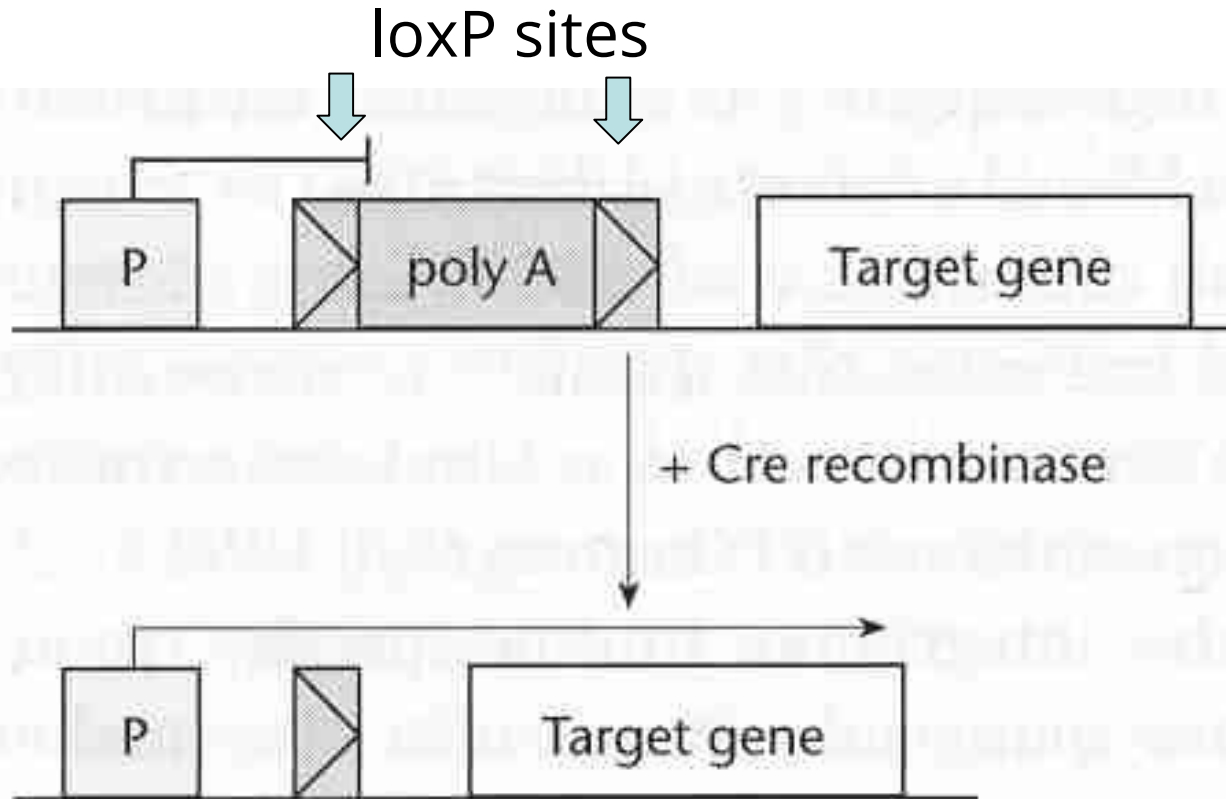 loxP sites
P
poly A
Target gene
+ Cre recombinase
P
Target gene